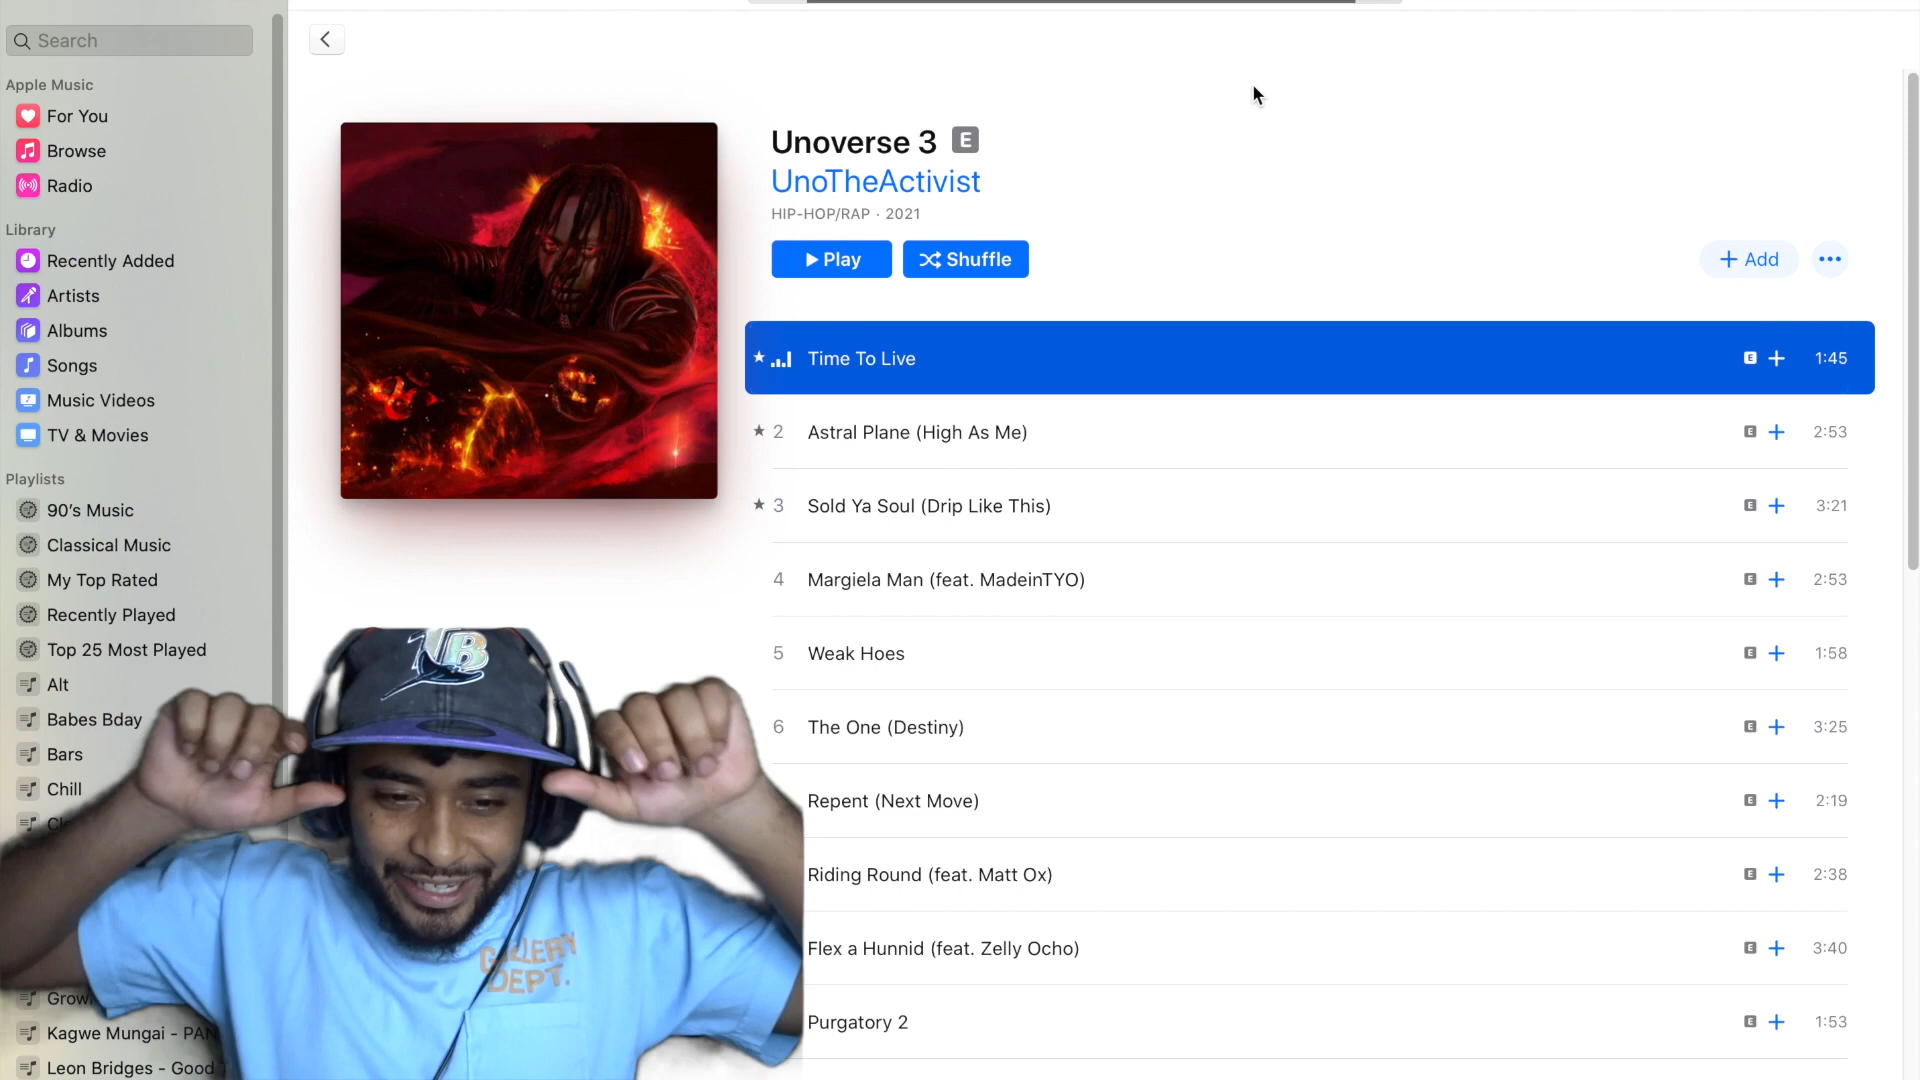 Search
Apple Music
For You
Browse
Radio
Library
Recently Added
Artists
Albums
Songs
Music Videos
TV & Movies
Playlists
90's Music
Classical Music
My Top Rated
Recently Played
Top 25 Most Played
Alt
Babes Bday
Bars
Chill
Kagwe Mungai - PAN
Leon Bridges - Good
Unoverse 3 E
UnoTheActivist
HIP-HOP/RAP · 2021
Play
Shuffle
+ Add
Time To Live E + 1:45
2 Astral Plane (High As Me) E + 2:53
3 Sold Ya Soul (Drip Like This) E + 3:21
4 Margiela Man (feat. MadeinTYO) E + 2:53
5 Weak Hoes E + 1:58
6 The One (Destiny) E + 3:25
Repent (Next Move) E + 2:19
Riding Round (feat. Matt Ox) E + 2:38
Flex a Hunnid (feat. Zelly Ocho) E + 3:40
Purgatory 2 E + 1:53
TB
GALLERY
DEPT.